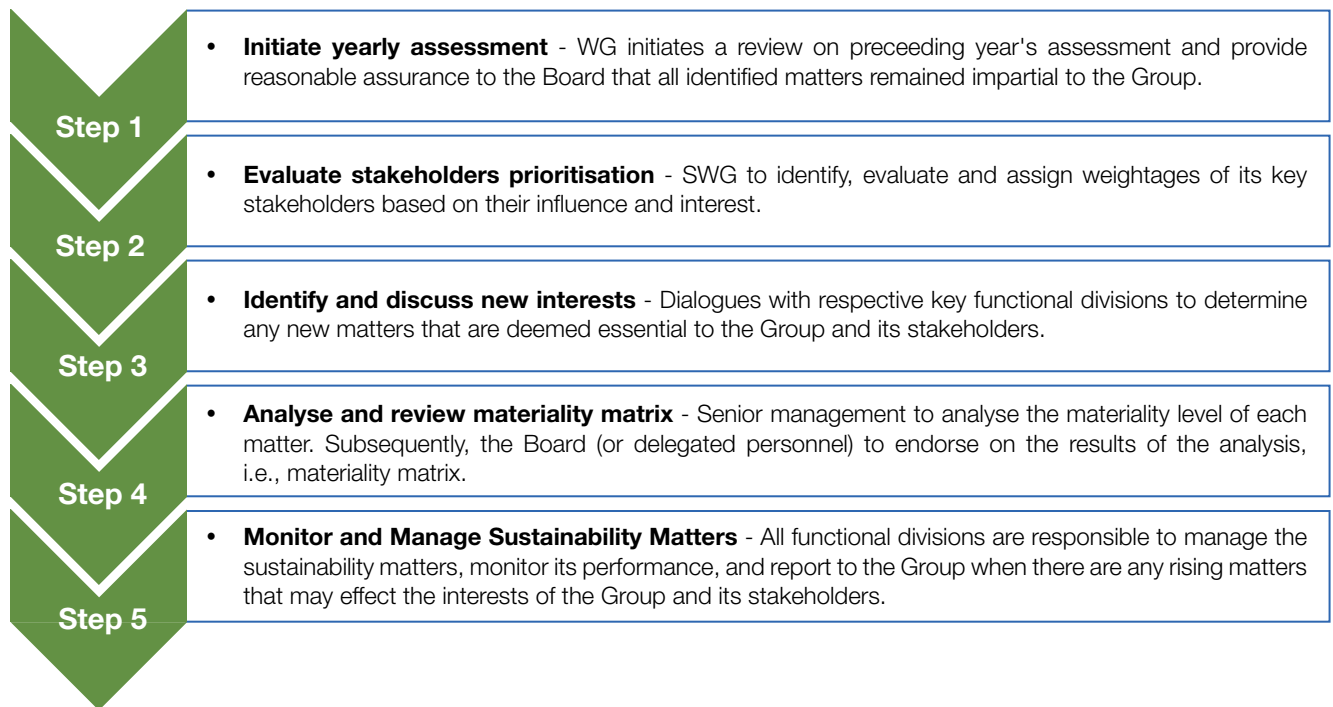 Step 1
• Initiate yearly assessment - WG initiates a review on preceeding year's assessment and provide
reasonable assurance to the Board that all identified matters remained impartial to the Group.
Step 2
• Evaluate stakeholders prioritisation - SWG to identify, evaluate and assign weightages of its key
stakeholders based on their influence and interest.
Step 3
• Identify and discuss new interests - Dialogues with respective key functional divisions to determine
any new matters that are deemed essential to the Group and its stakeholders.
Step 4
• Analyse and review materiality matrix - Senior management to analyse the materiality level of each
matter. Subsequently, the Board (or delegated personnel) to endorse on the results of the analysis,
i.e., materiality matrix.
Step 5
• Monitor and Manage Sustainability Matters - All functional divisions are responsible to manage the
sustainability matters, monitor its performance, and report to the Group when there are any rising matters
that may effect the interests of the Group and its stakeholders.